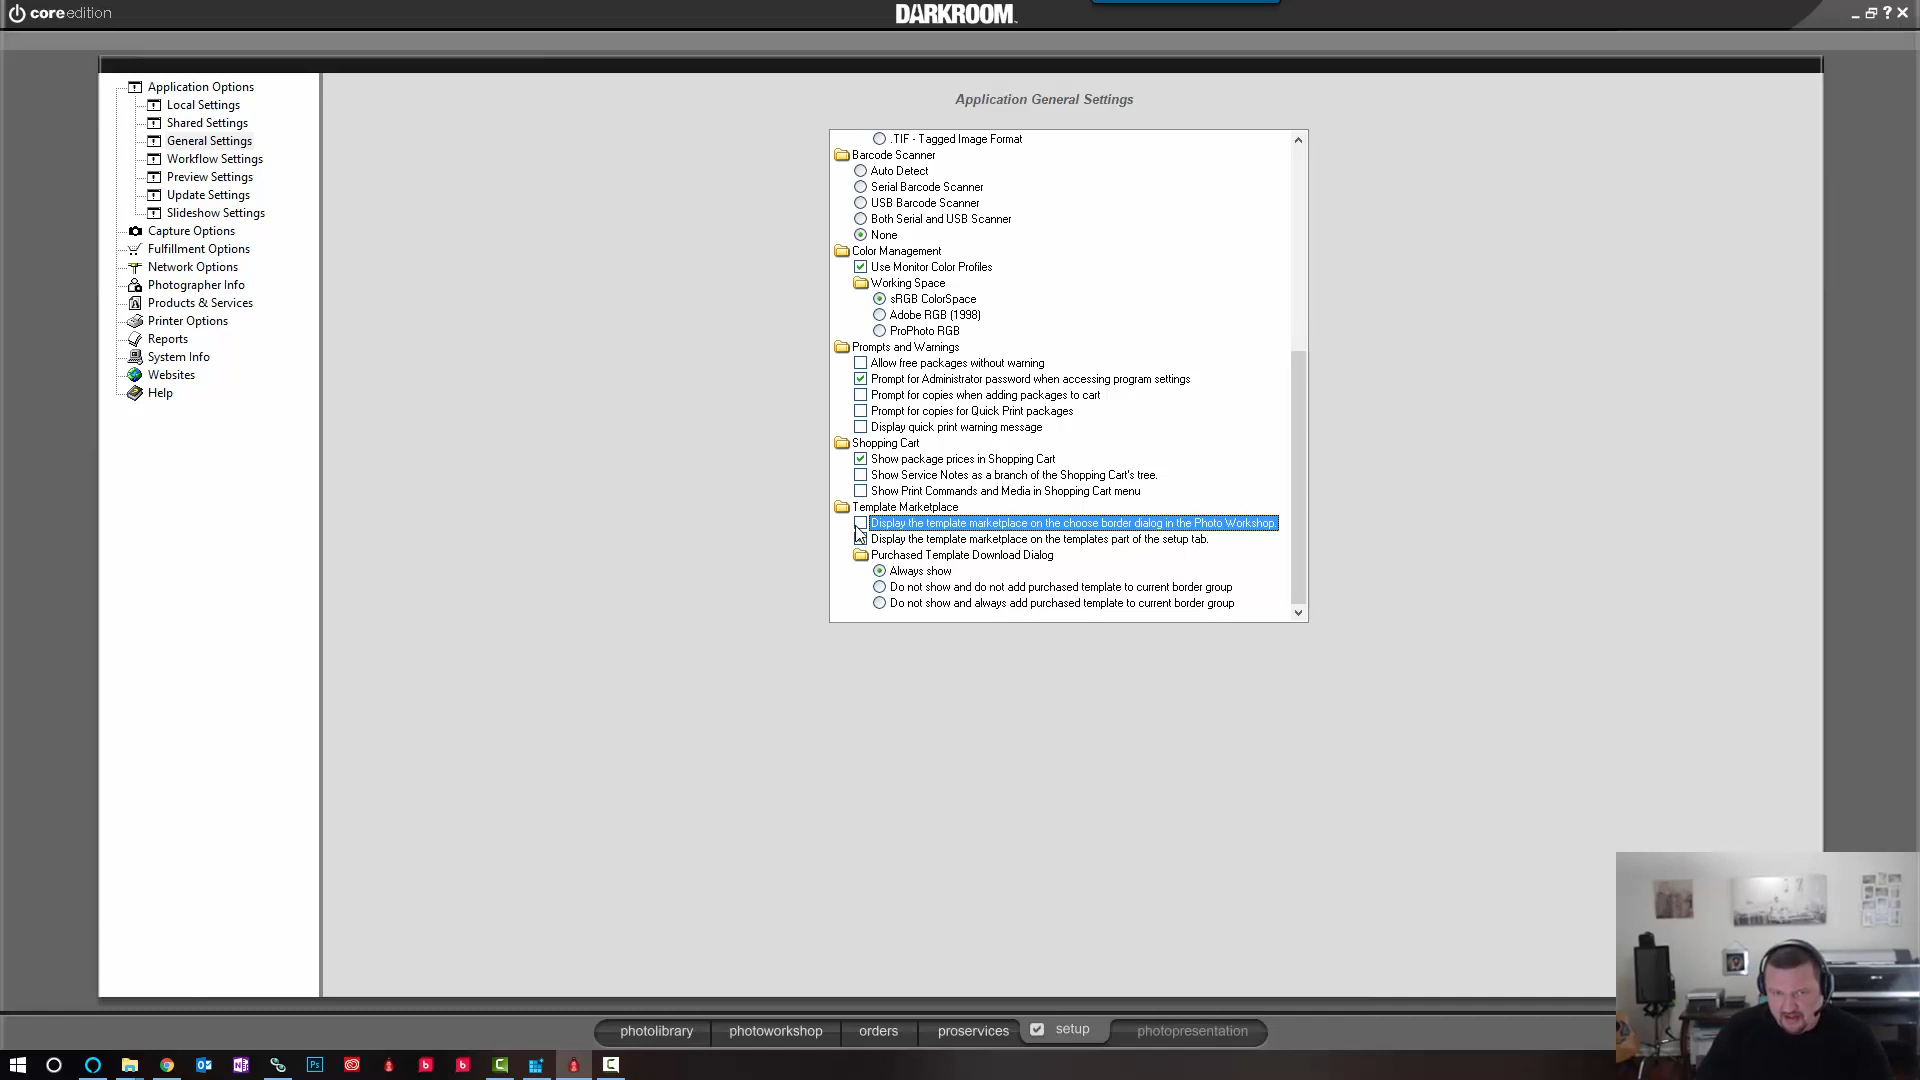 coreedition
DARKROOM
Application Options
Local Settings
Shared Settings
General Settings
Workflow Settings
Preview Settings
Update Settings
Slideshow Settings
Capture Options
Fulfillment Options
Network Options
Photographer Info
Products & Services
Printer Options
Reports
System Info
Websites
Help
Application General Settings
.TIF - Tagged Image Format
Barcode Scanner
Auto Detect
Serial Barcode Scanner
USB Barcode Scanner
Both Serial and USB Scanner
None
Color Management
Use Monitor Color Profiles
Working Space
sRGB ColorSpace
Adobe RGB (1998)
ProPhoto RGB
Prompts and Warnings
Allow free packages without warning
Prompt for Administrator password when accessing program settings
Prompt for copies when adding packages to cart
Prompt for copies for Quick Print packages
Display quick print warning message
Shopping Cart
Show package prices in Shopping Cart
Show Service Notes as a branch of the Shopping Cart's tree.
Show Print Commands and Media in Shopping Cart menu
Template Marketplace
Display the template marketplace on the choose border dialog in the Photo Workshop.
Display the template marketplace on the templates part of the setup tab.
Purchased Template Download Dialog
Always show
Do not show and do not add purchased template to current border group
Do not show and always add purchased template to current border group
photolibrary
photoworkshop
orders
proservices
setup
photopresentation